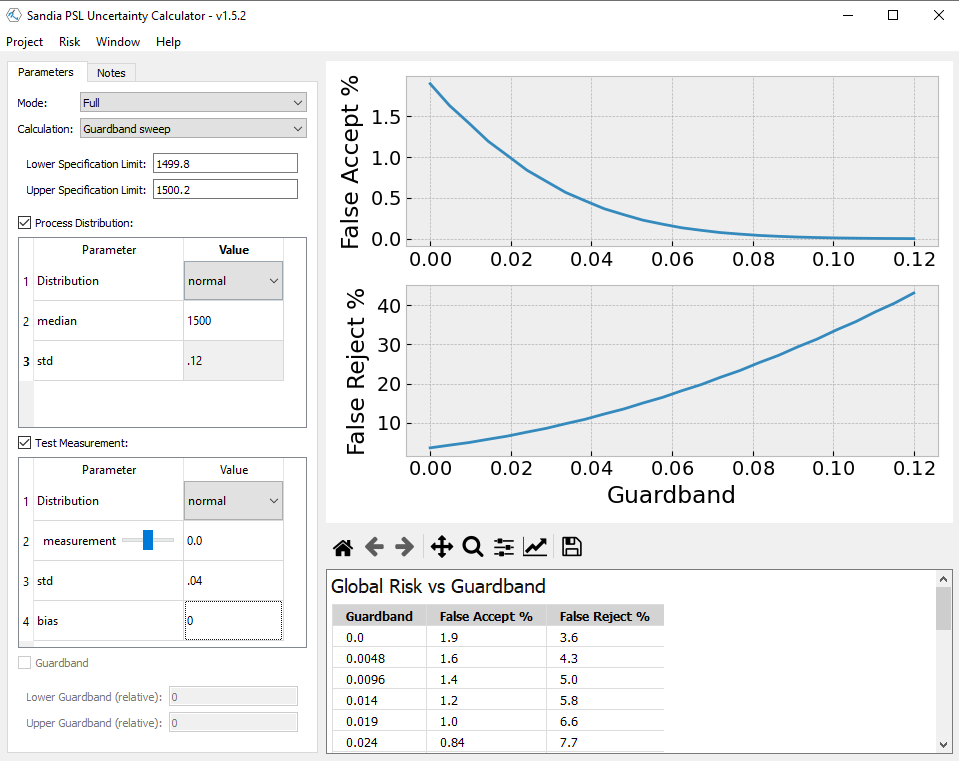 Sandia PSL Uncertainty Calculator - v1.5.2
Project Risk Window Help
Parameters Notes
Mode: Full
Calculation: Guardband sweep
Lower Specification Limit: 1499.8
Upper Specification Limit: 1500.2
Process Distribution:
Parameter Value
1 Distribution normal
2 median 1500
3 std .12
Test Measurement:
Parameter Value
1 Distribution normal
2 measurement 0.0
3 std .04
4 bias 0
Guardband
Lower Guardband (relative): 0
Upper Guardband (relative): 0
False Accept %
1.5
1.0
0.5
0.0
0.00 0.02 0.04 0.06 0.08 0.10 0.12
False Reject %
40
30
20
10
0.00 0.02 0.04 0.06 0.08 0.10 0.12
Guardband
Global Risk vs Guardband
Guardband False Accept % False Reject %
0.0 1.9 3.6
0.0048 1.6 4.3
0.0096 1.4 5.0
0.014 1.2 5.8
0.019 1.0 6.6
0.024 0.84 7.7